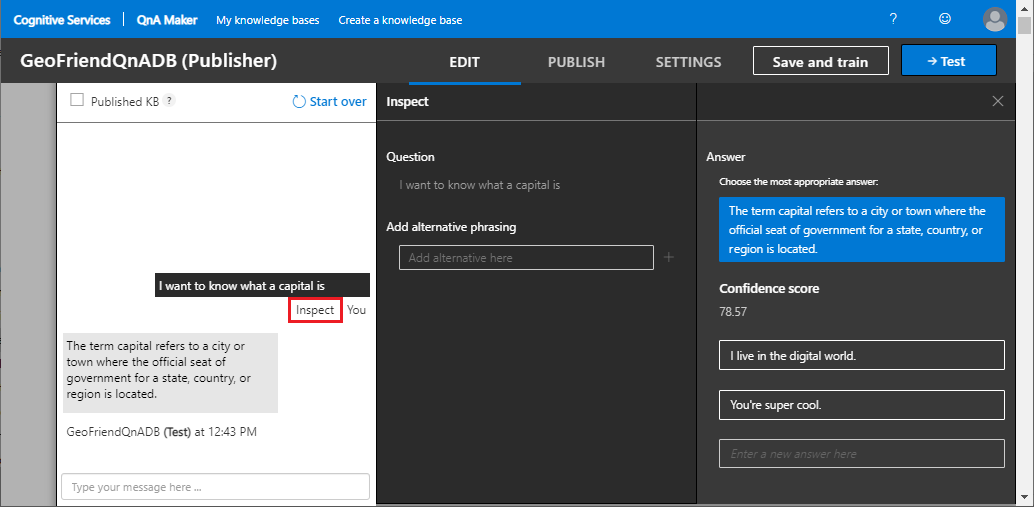 Cognitive Services QnA Maker My knowledge bases Create a knowledge base ?
GeoFriendQnADB (Publisher) EDIT PUBLISH SETTINGS Save and train → Test
Published KB ? Start over
I want to know what a capital is
Inspect You
The term capital refers to a city or
town where the official seat of
government for a state, country, or
region is located.
GeoFriendQnADB (Test) at 12:43 PM
Type your message here ...
Inspect
Question
I want to know what a capital is
Add alternative phrasing
Add alternative here +
Answer
Choose the most appropriate answer:
The term capital refers to a city or town where the
official seat of government for a state, country, or
region is located.
Confidence score
78.57
I live in the digital world.
You're super cool.
Enter a new answer here